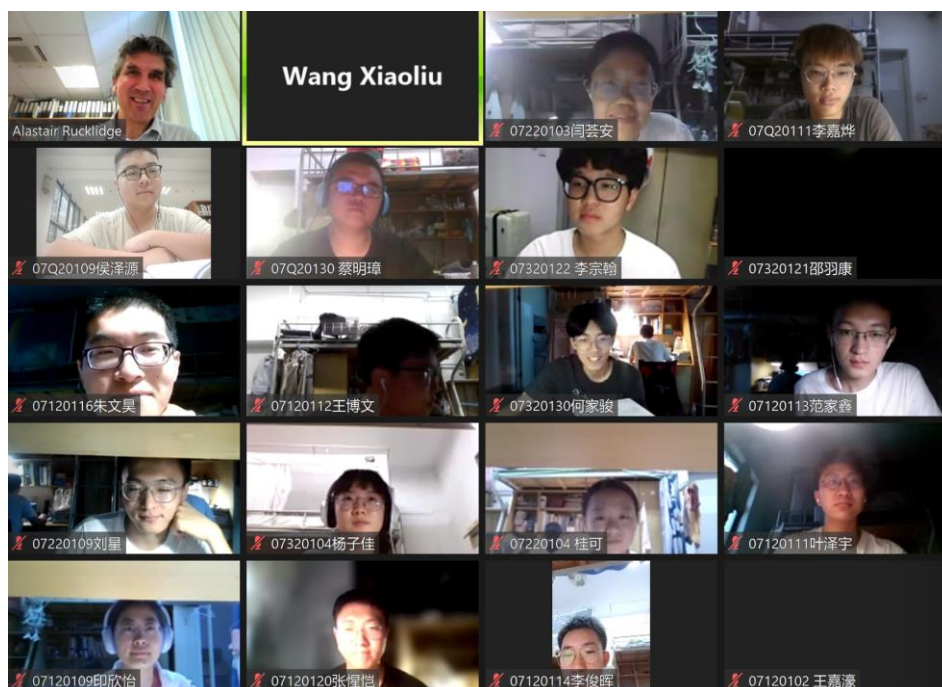 Alastair Rucklidge
Wang Xiaoliu
07220103闫荟安
07Q20111李嘉烨
07Q20109侯泽源
07Q20130 蔡明璋
07320122 李宗翰
07320121邵羽康
07120116朱文昊
07120112王博文
07320130何家骏
07120113范家鑫
07220109刘星
07320104杨子佳
07220104 桂可
07120111叶泽宇
07120109印欣怡
07120120张惺恺
07120114李俊晖
07120102 王嘉濠